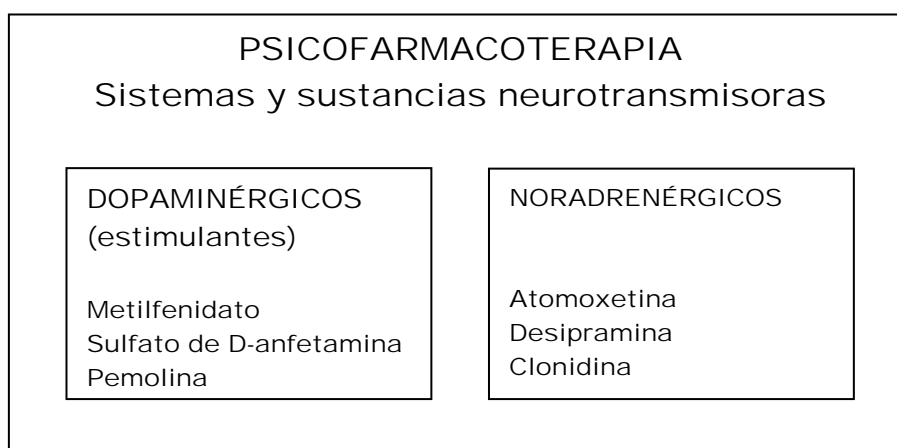 PSICOFARMACOTERAPIA
Sistemas y sustancias neurotransmisoras
DOPAMINÉRGICOS
(estimulantes)
Metilfenidato
Sulfato de D-anfetamina
Pemolina
NORADRENÉRGICOS
Atomoxetina
Desipramina
Clonidina